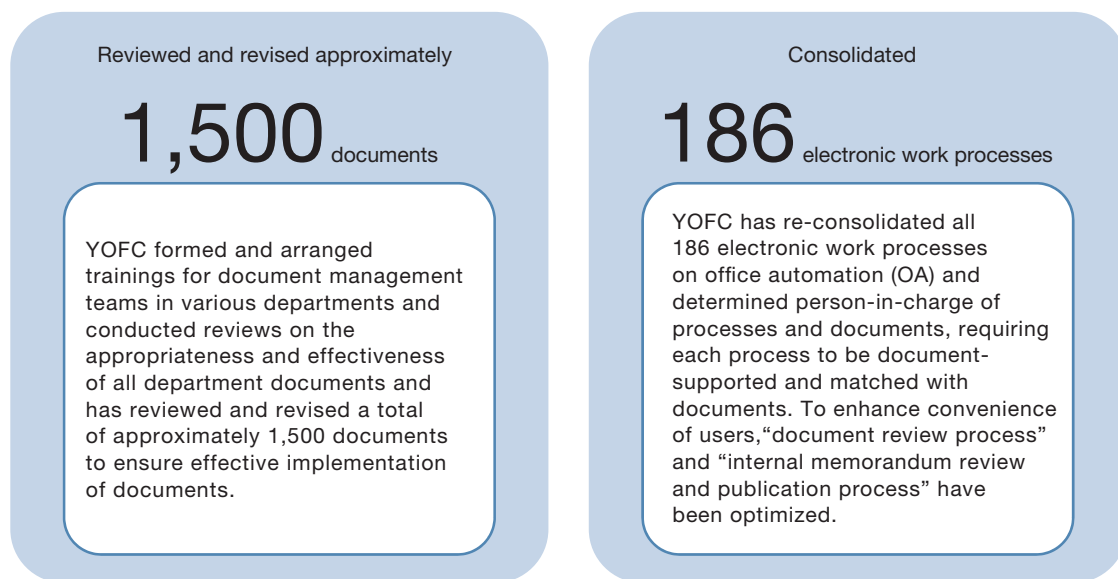 Reviewed and revised approximately
1,500 documents
YOFC formed and arranged
trainings for document management
teams in various departments and
conducted reviews on the
appropriateness and effectiveness
of all department documents and
has reviewed and revised a total
of approximately 1,500 documents
to ensure effective implementation
of documents.
Consolidated
186 electronic work processes
YOFC has re-consolidated all
186 electronic work processes
on office automation (OA) and
determined person-in-charge of
processes and documents, requiring
each process to be document-
supported and matched with
documents. To enhance convenience
of users,“document review process”
and “internal memorandum review
and publication process” have
been optimized.